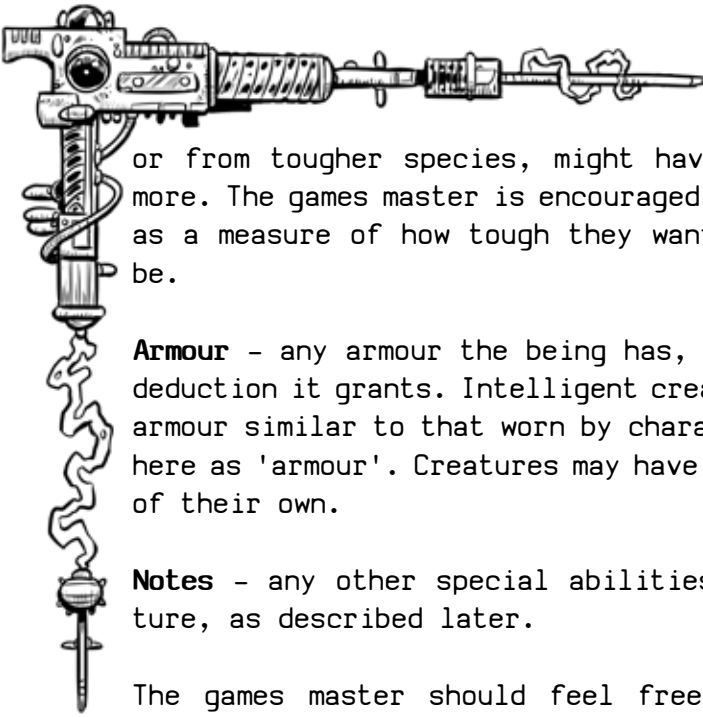 or from tougher species, might hav
more. The games master is encouraged
as a measure of how tough they wan
be.
Armour – any armour the being has,
deduction it grants. Intelligent crea
armour similar to that worn by chara
here as 'armour'. Creatures may have
of their own.
Notes – any other special abilities
ture, as described later.
The games master should feel free